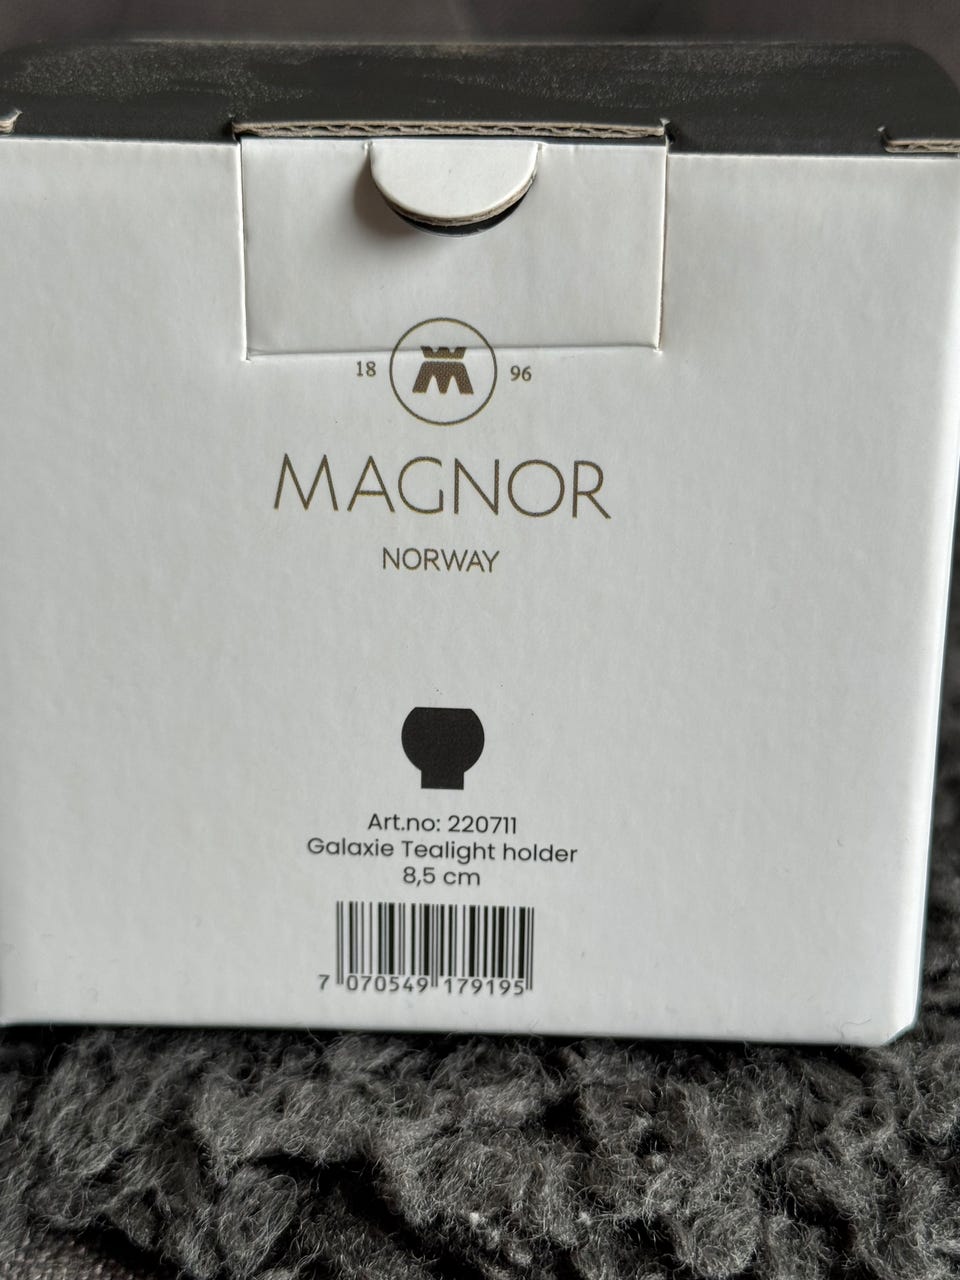 18 96
MAGNOR
NORWAY
Art.no: 220711
Galaxie Tealight holder
8,5 cm
7 070549 179195